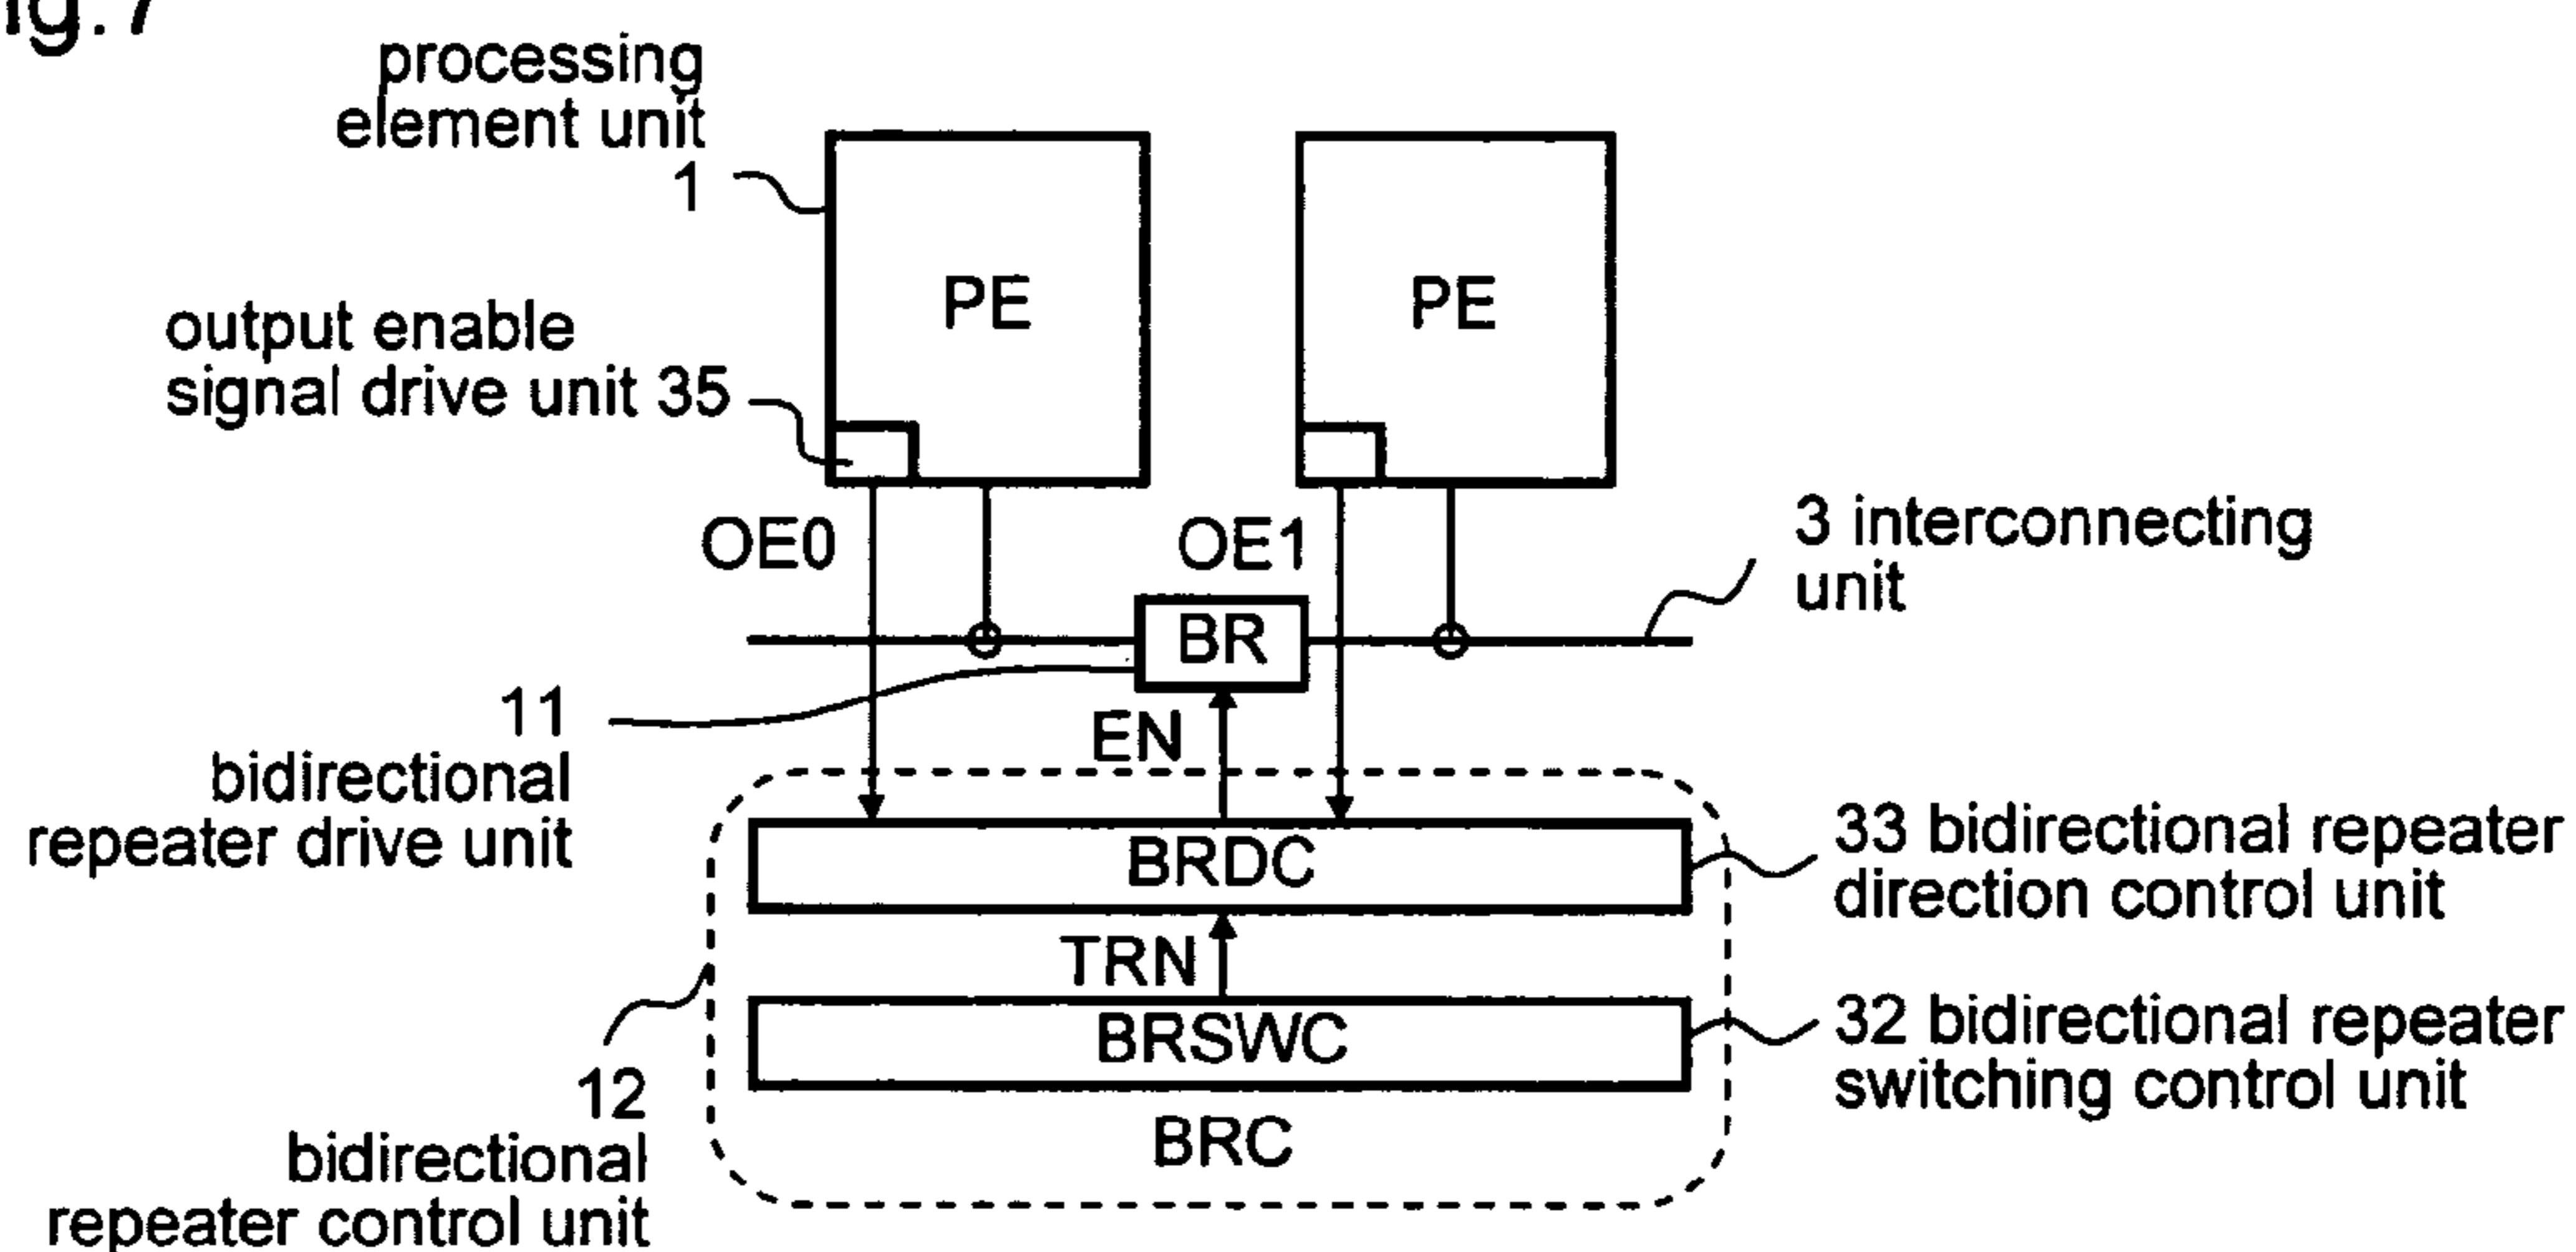 ig.7
processing
element unit
1
PE
PE
output enable
signal drive unit 35
OE0
OE1
3 interconnecting
unit
BR
11
bidirectional
repeater drive unit
EN
BRDC
33 bidirectional repeater
direction control unit
TRN
BRSWC
32 bidirectional repeater
switching control unit
12
bidirectional
repeater control unit
BRC